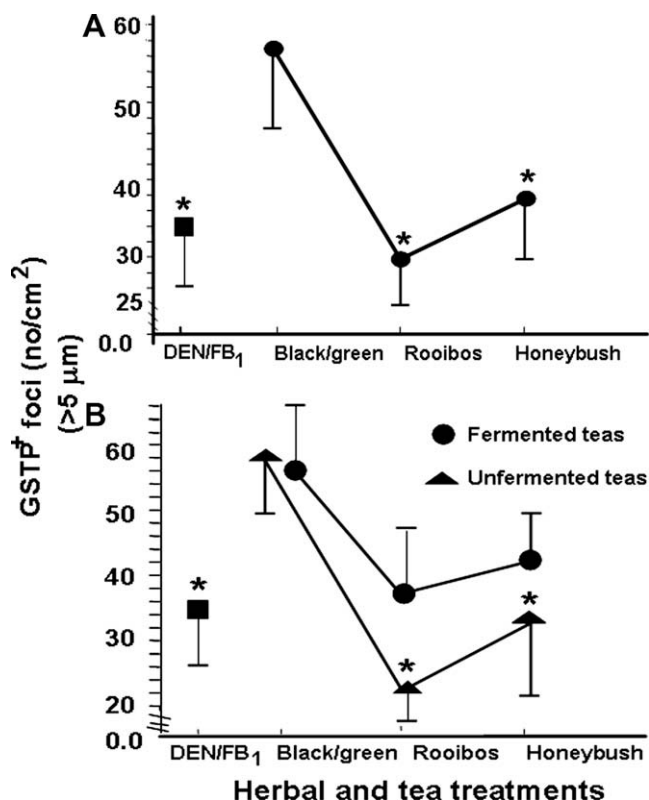 A
60
50
40
30
25
0.0
*
*
*
DEN/FB1
Black/green
Rooibos
Honeybush
GSTP+ foci (no/cm2)
(>5 μm)
B
60
50
40
30
20
0.0
Fermented teas
Unfermented teas
*
*
*
DEN/FB1
Black/green
Rooibos
Honeybush
Herbal and tea treatments